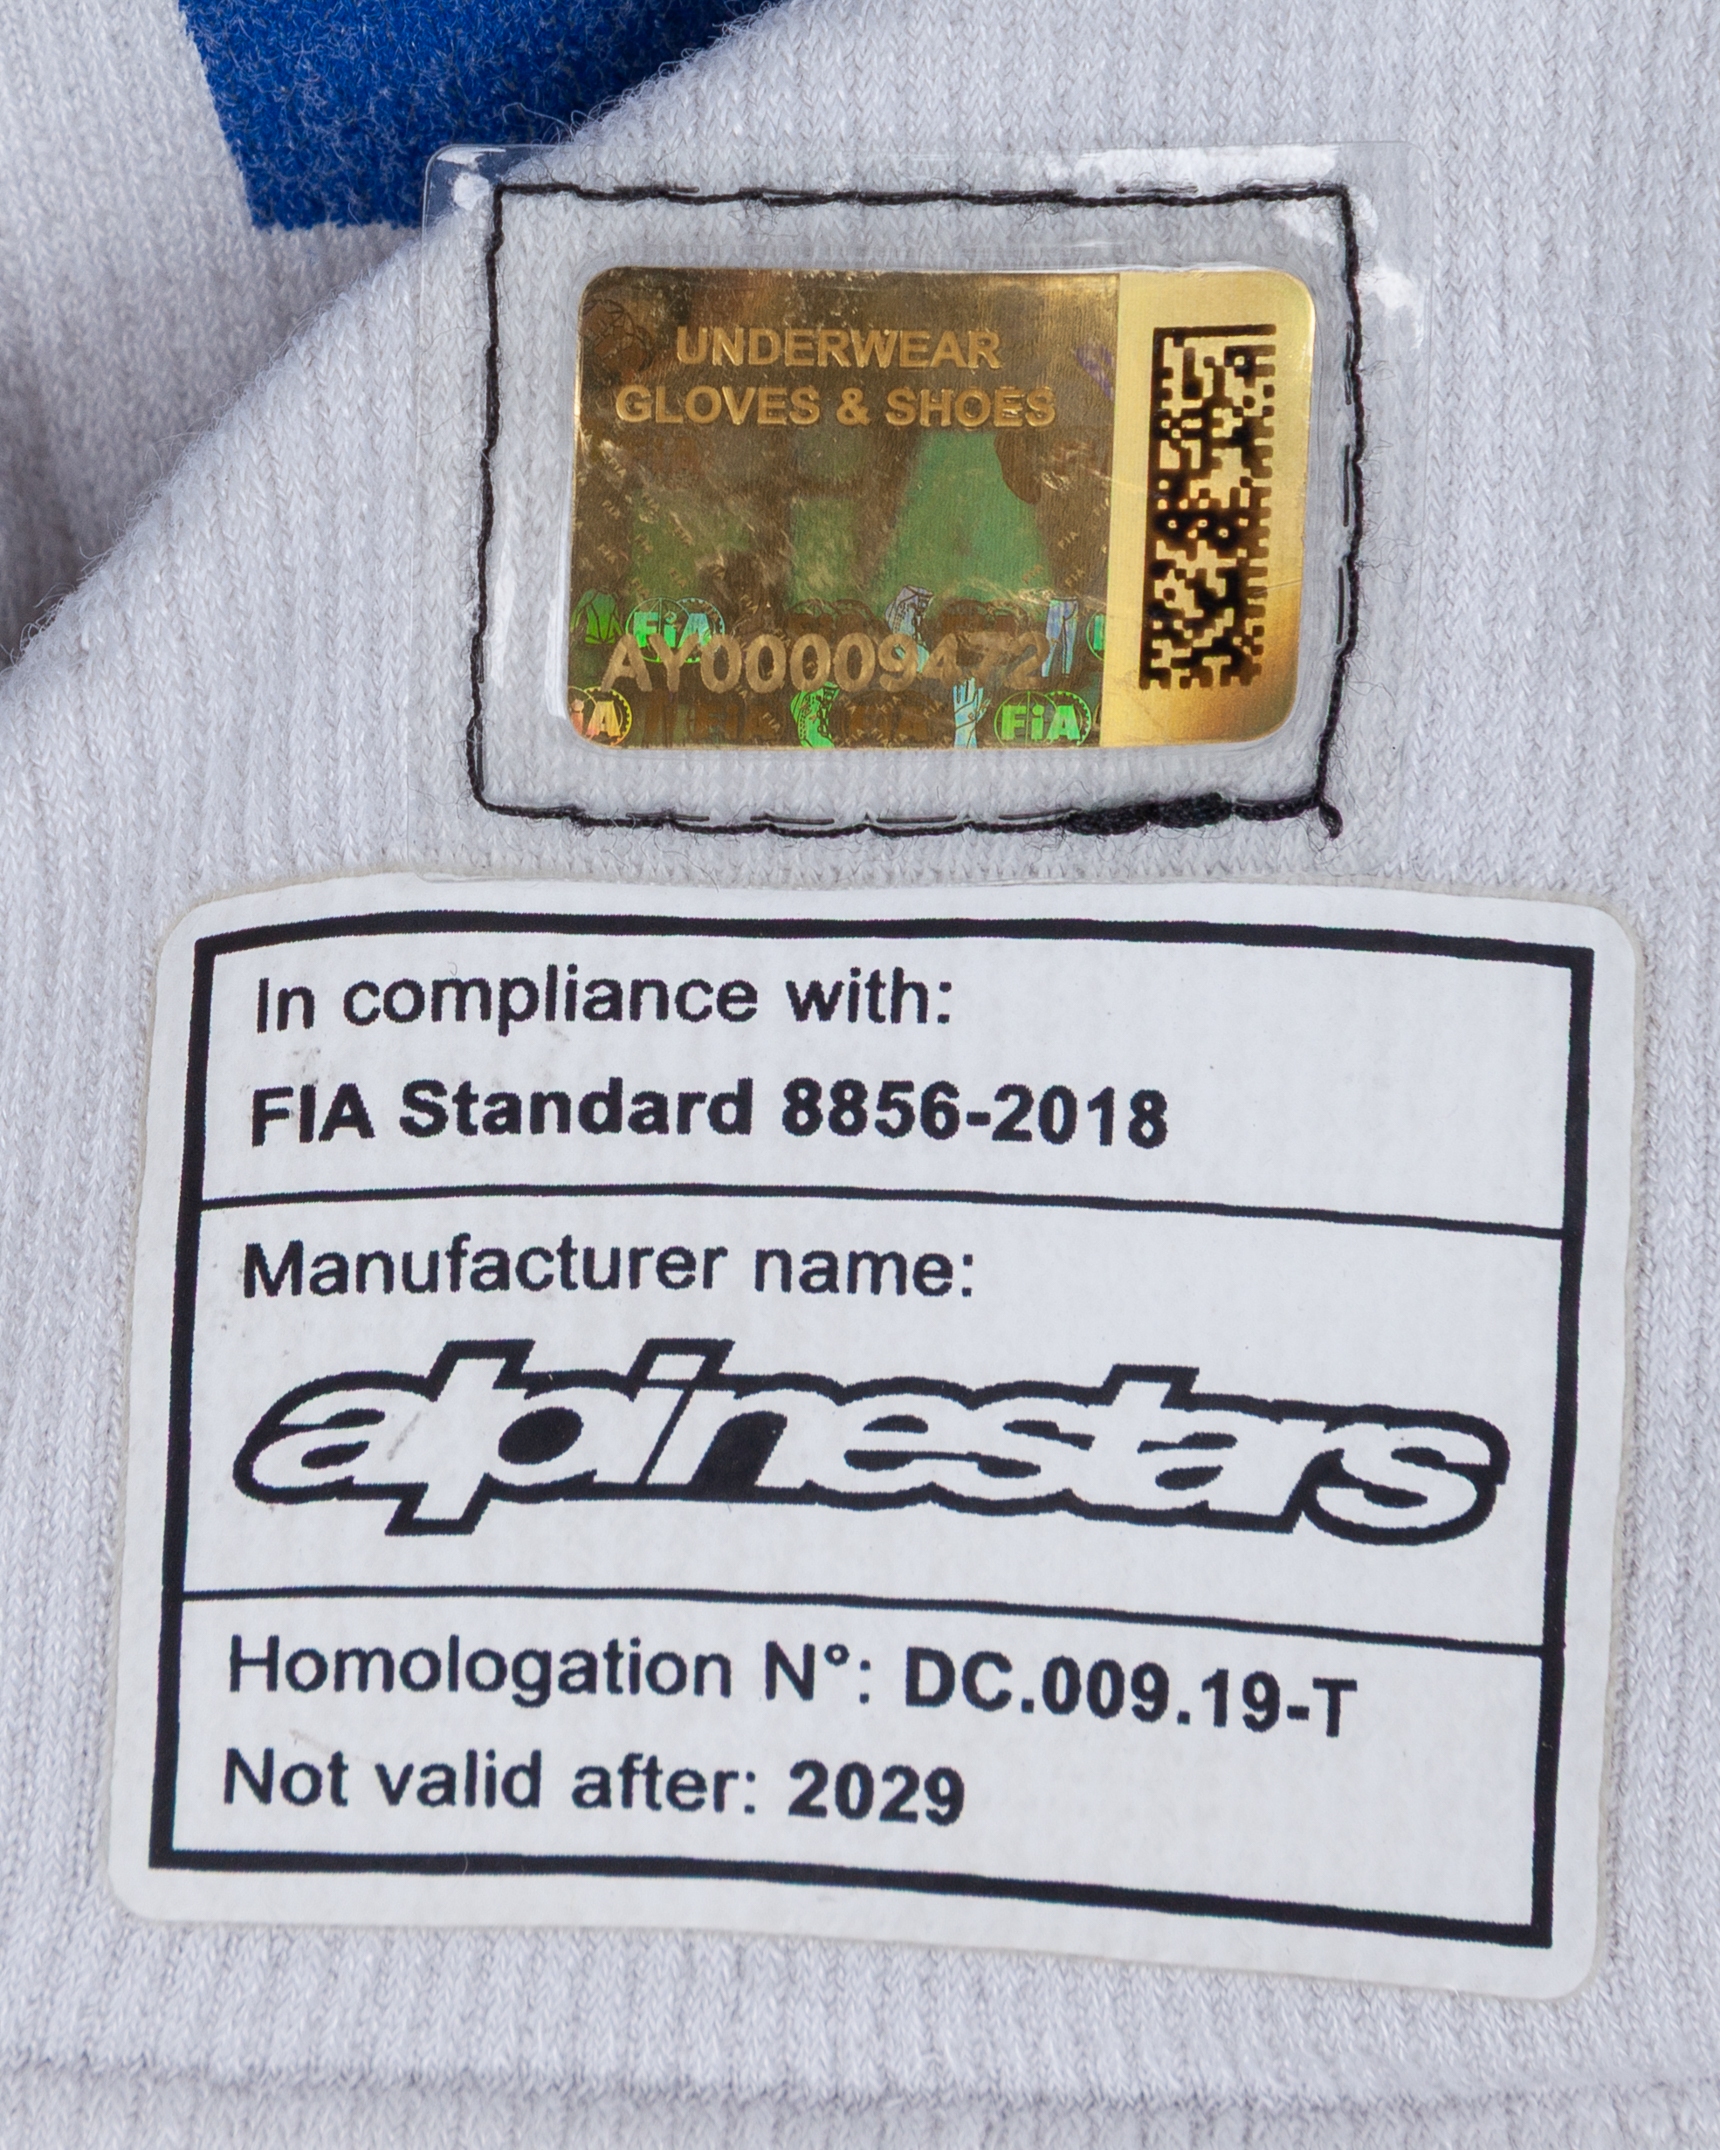 UNDERWEAR
GLOVES & SHOES
FiA
AY00009472
FiA
In compliance with:
FIA Standard 8856-2018
Manufacturer name:
alpinestars
Homologation N°: DC.009.19-T
Not valid after: 2029